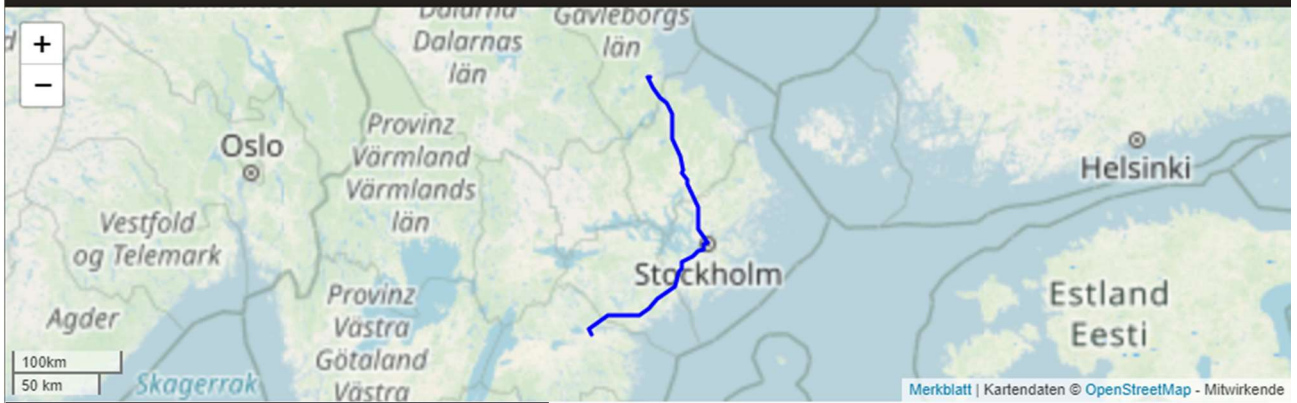 Dalarna
Dalarnas
län
Gävleborgs
län
+
−
Oslo
Provinz
Värmland
Värmlands
län
Helsinki
Vestfold
og Telemark
Stockholm
Agder
Provinz
Västra
Götaland
Västra
Estland
Eesti
100km
50 km
Skagerrak
Merkblatt | Kartendaten © OpenStreetMap - Mitwirkende